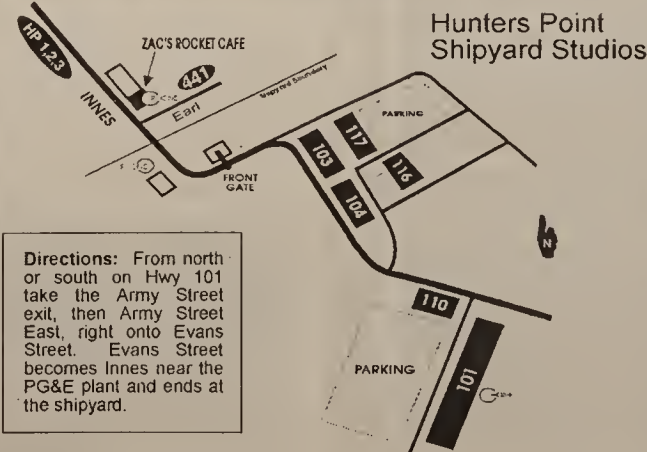 Hunters Point
Shipyard Studios
HP 1,2,3
ZAC'S ROCKET CAFE
441
INNES
Earl
Shipyard Boundary
FRONT
GATE
PARKING
103
117
116
104
N
110
PARKING
101
Directions: From north
or south on Hwy 101
take the Army Street
exit, then Army Street
East, right onto Evans
Street. Evans Street
becomes Innes near the
PG&E plant and ends at
the shipyard.